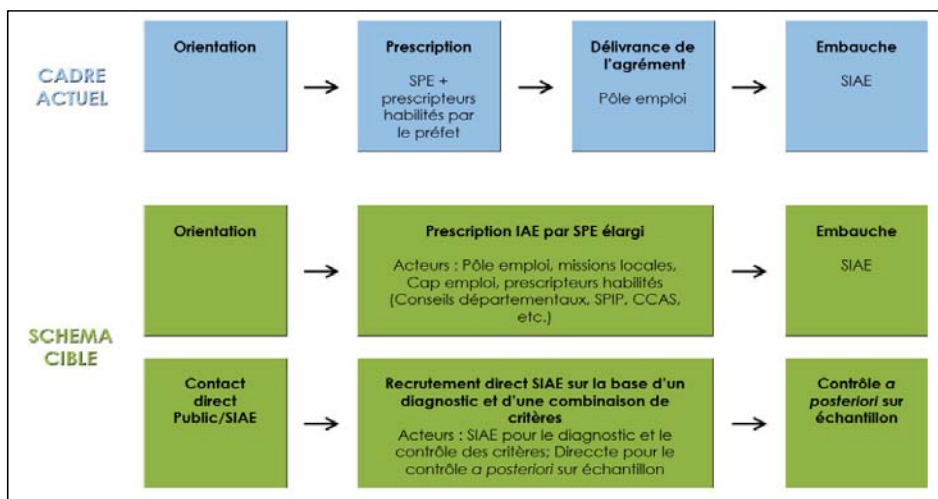 CADRE
ACTUEL
Orientation
Prescription
SPE +
prescripteurs
habilités par
le préfet
Délivrance de
l'agrément
Pôle emploi
Embauche
SIAE
SCHEMA
CIBLE
Orientation
Prescription IAE par SPE élargi
Acteurs : Pôle emploi, missions locales,
Cap emploi, prescripteurs habilités
(Conseils départementaux, SPIP, CCAS,
etc.)
Embauche
SIAE
Contact
direct
Public/SIAE
Recrutement direct SIAE sur la base d'un
diagnostic et d'une combinaison de
critères
Acteurs : SIAE pour le diagnostic et le
contrôle des critères; Direccte pour le
contrôle a posteriori sur échantillon
Contrôle a
posteriori sur
échantillon